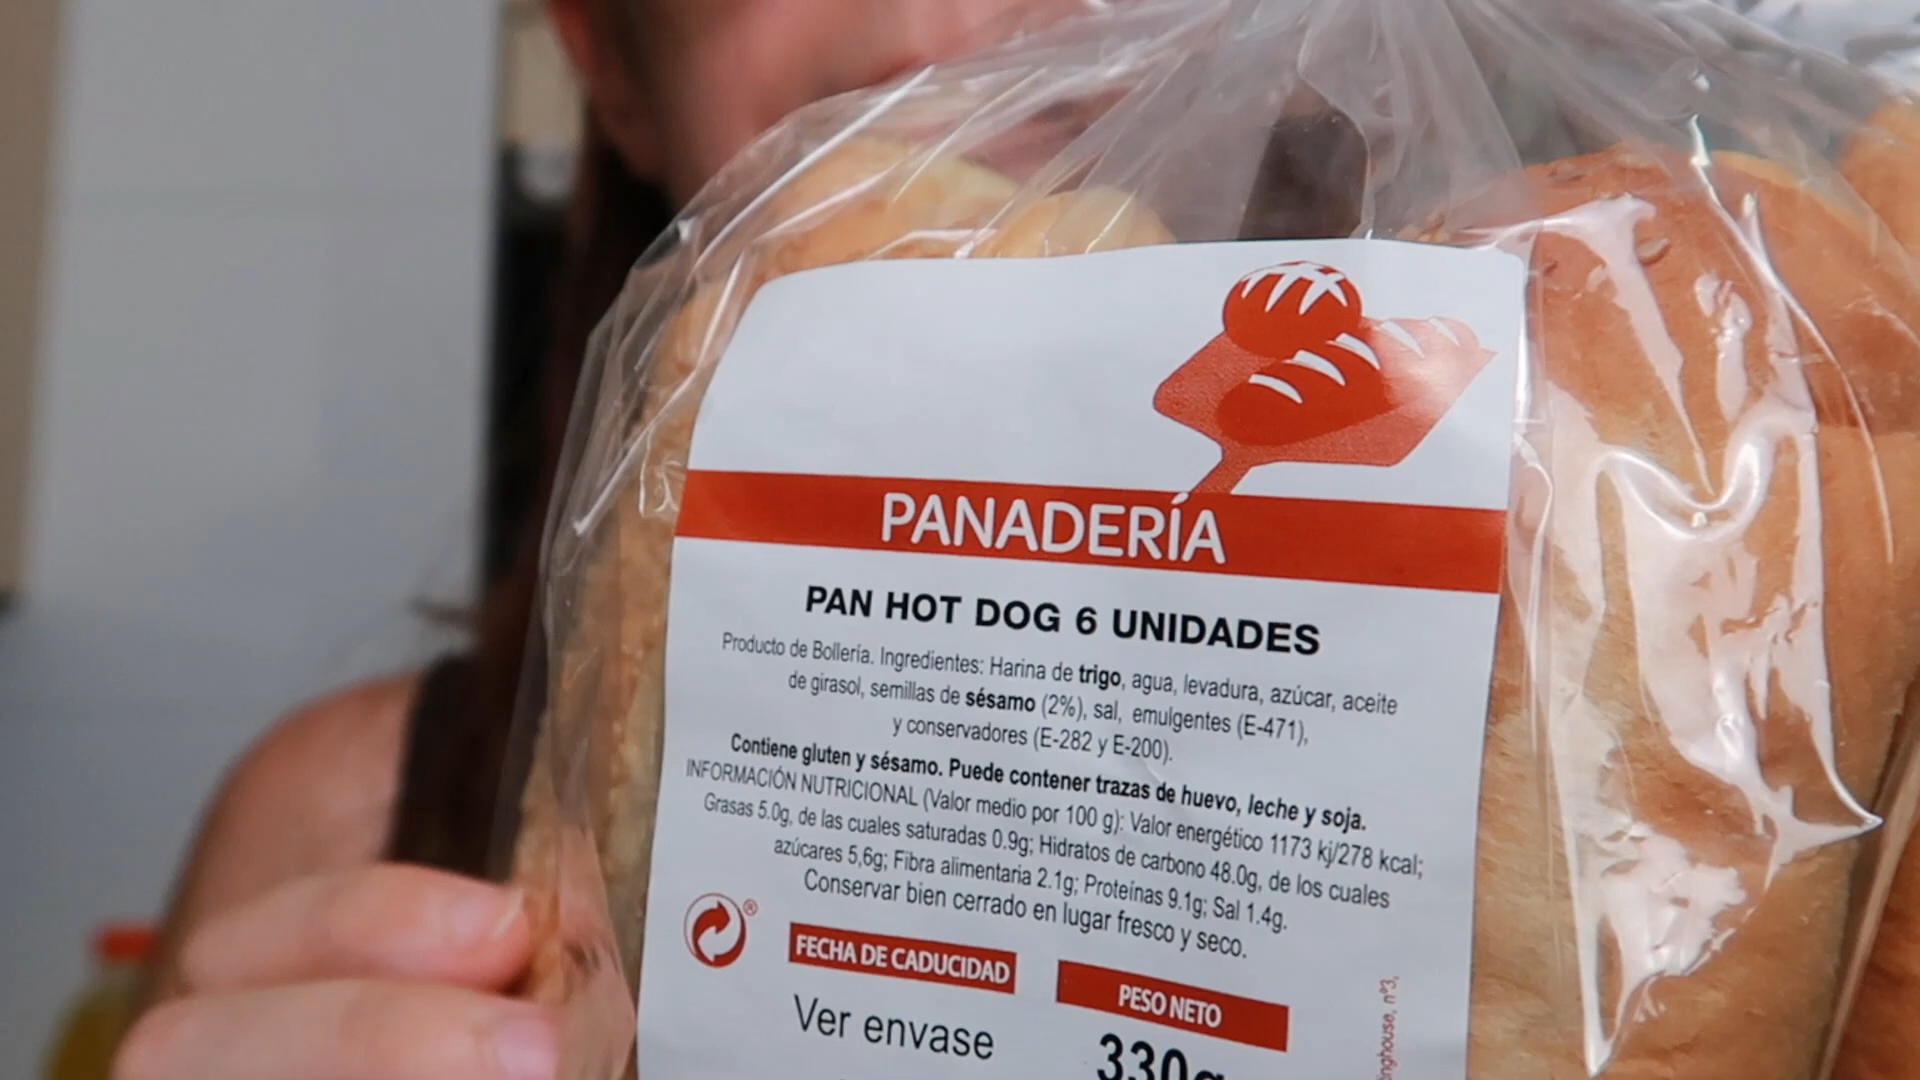 PANADERÍA
PAN HOT DOG 6 UNIDADES
Producto de Bollería. Ingredientes: Harina de trigo, agua, levadura, azúcar, aceite
de girasol, semillas de sésamo (2%), sal, emulgentes (E-471),
y conservadores (E-282 y E-200).
Contiene gluten y sésamo. Puede contener trazas de huevo, leche y soja.
INFORMACIÓN NUTRICIONAL (Valor medio por 100 g): Valor energético 1173 kj/278 kcal;
Grasas 5.0g, de las cuales saturadas 0.9g; Hidratos de carbono 48.0g, de los cuales
azúcares 5,6g; Fibra alimentaria 2.1g; Proteínas 9.1g; Sal 1.4g.
Conservar bien cerrado en lugar fresco y seco.
®
FECHA DE CADUCIDAD
Ver envase
PESO NETO
330g
nº3,